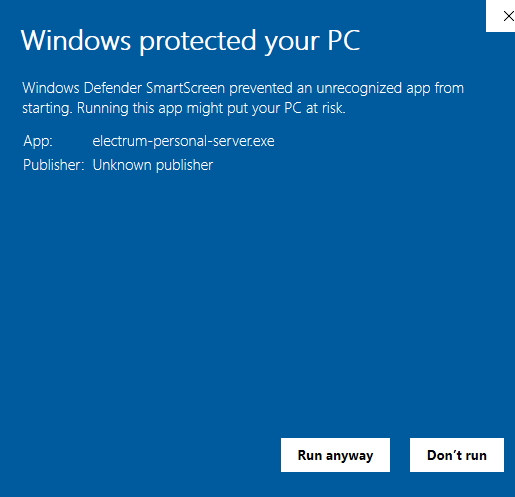 Windows protected your PC
Windows Defender SmartScreen prevented an unrecognized app from
starting. Running this app might put your PC at risk.
App: electrum-personal-server.exe
Publisher: Unknown publisher
Run anyway Don’t run